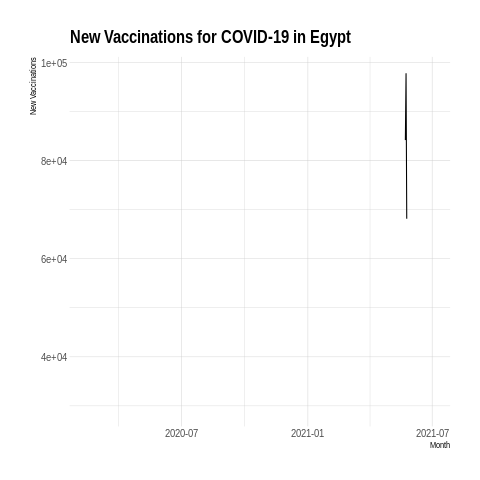 New Vaccinations for COVID-19 in Egypt
New Vaccinations
1e+05
8e+04
6e+04
4e+04
2020-07
2021-01
2021-07
Month